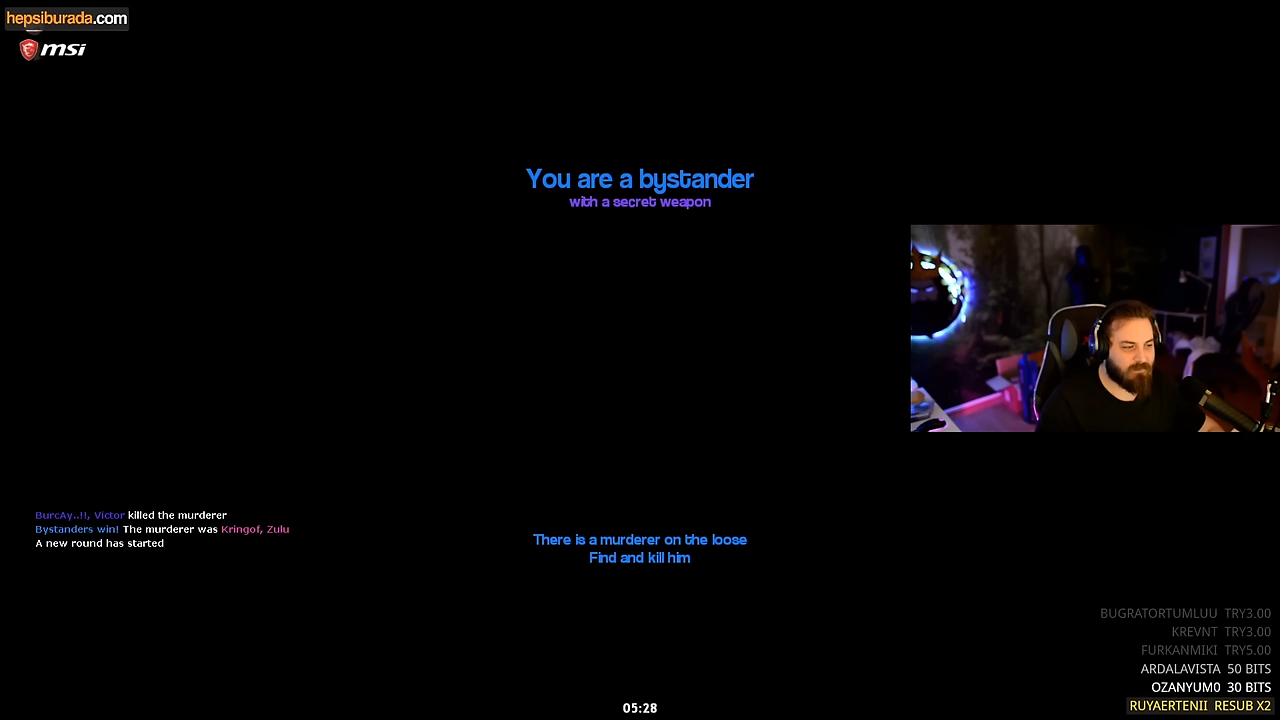 hepsiburada.com
msi
You are a bystander
with a secret weapon
BurcAy..!!, Victor killed the murderer
Bystanders win! The murderer was Kringof, Zulu
A new round has started
There is a murderer on the loose
Find and kill him
BUGRATORTUMLUU TRY3.00
KREVNT TRY3.00
FURKANMIKI TRY5.00
ARDALAVISTA 50 BITS
OZANYUM0 30 BITS
RUYAERTENII RESUB X2
05:28